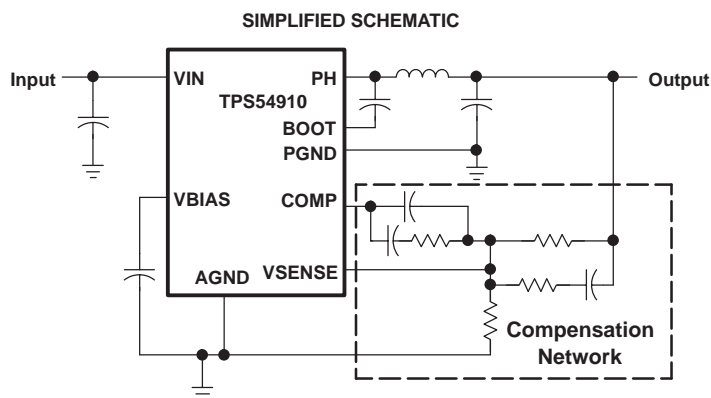 SIMPLIFIED SCHEMATIC
Input
VIN
PH
Output
TPS54910
BOOT
PGND
VBIAS
COMP
AGND
VSENSE
Compensation
Network